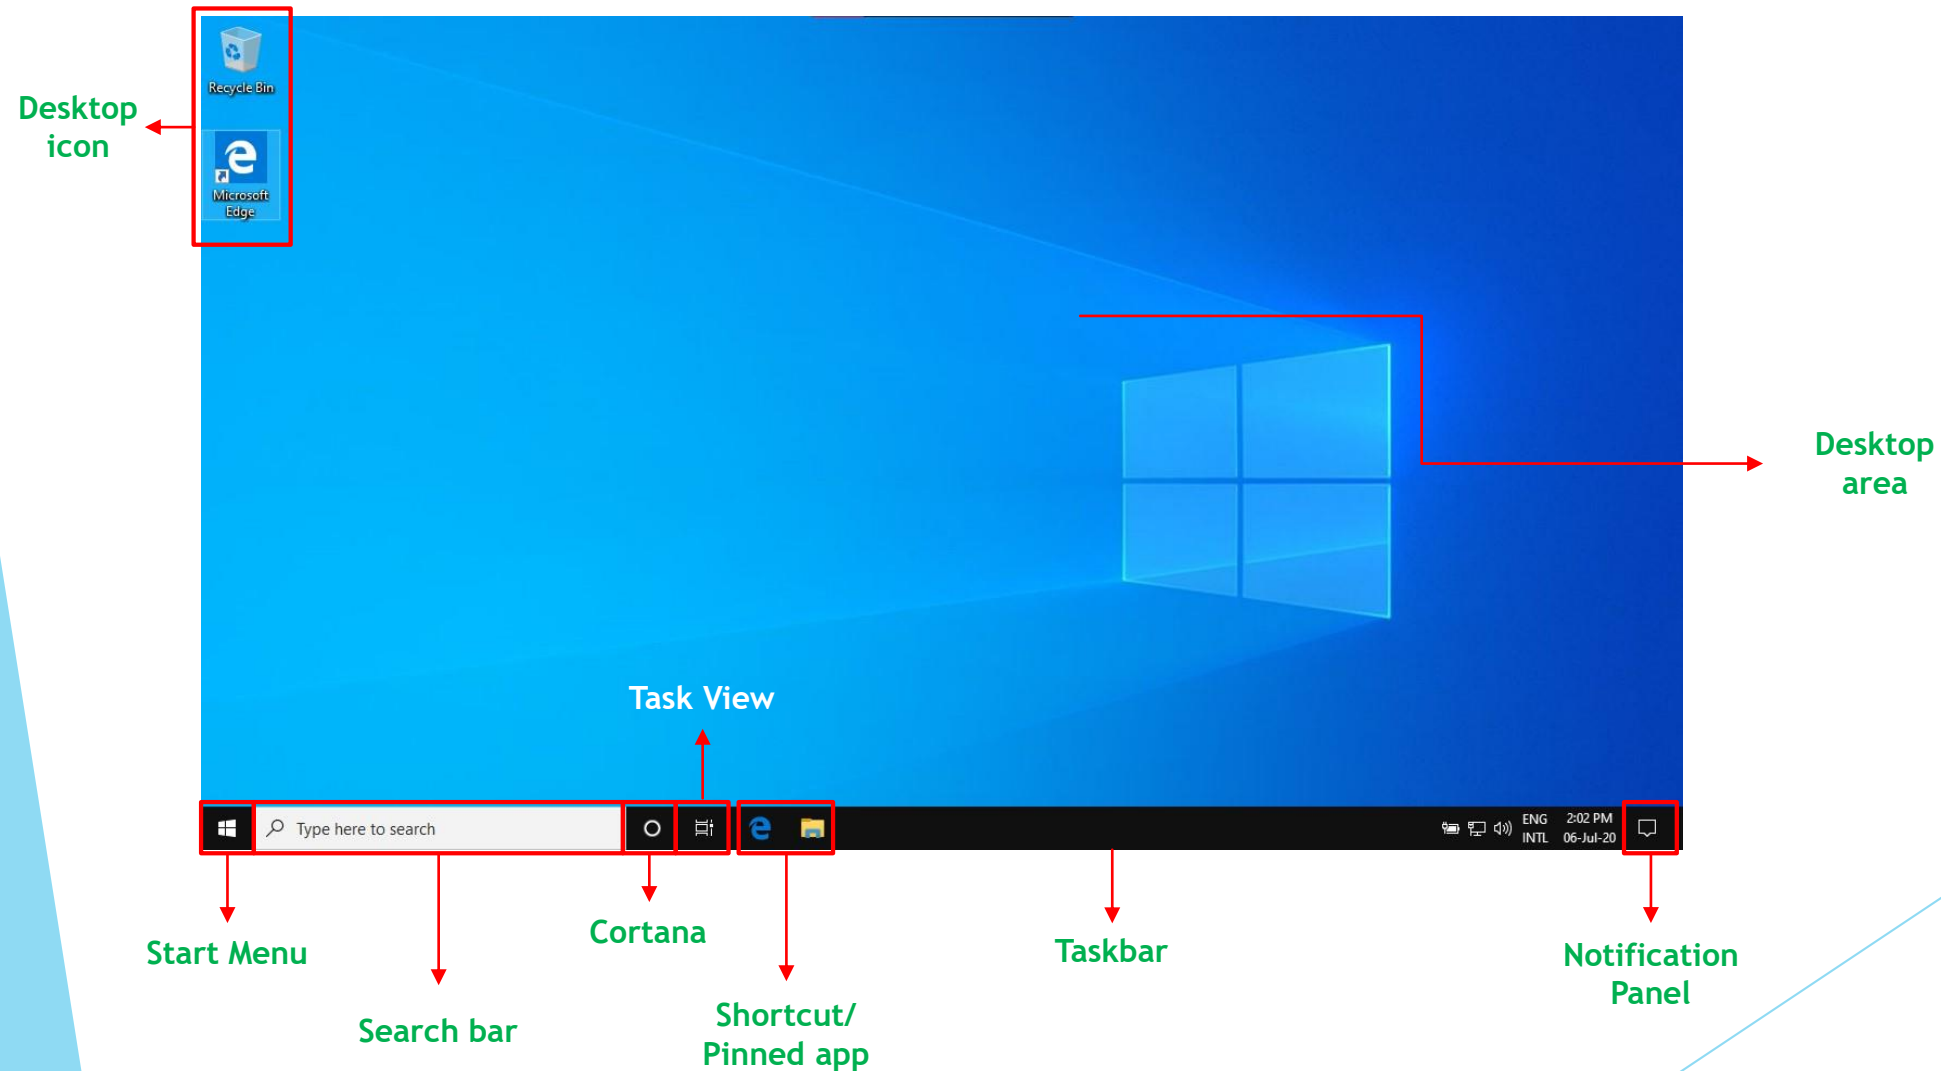 Recycle Bin
Desktop
icon
Microsoft
Edge
Desktop
area
Task View
Type here to search
ENG
INTL
2:02 PM
06-Jul-20
Start Menu
Search bar
Cortana
Shortcut/
Pinned app
Taskbar
Notification
Panel